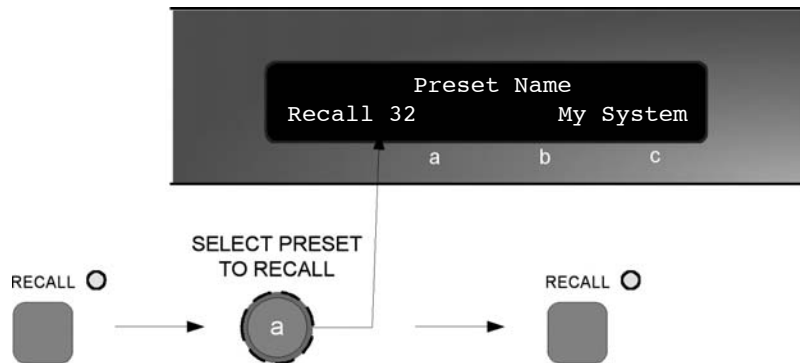 Preset Name
Recall 32 My System
a b c
SELECT PRESET
TO RECALL
RECALL
RECALL
a